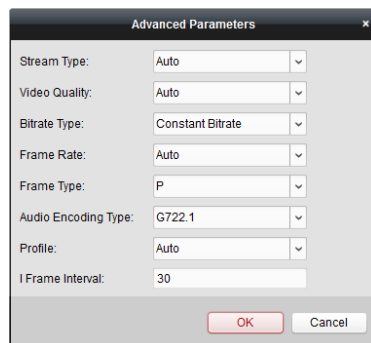 Advanced Parameters ×
Stream Type: Auto
Video Quality: Auto
Bitrate Type: Constant Bitrate
Frame Rate: Auto
Frame Type: P
Audio Encoding Type: G722.1
Profile: Auto
I Frame Interval: 30
OK Cancel